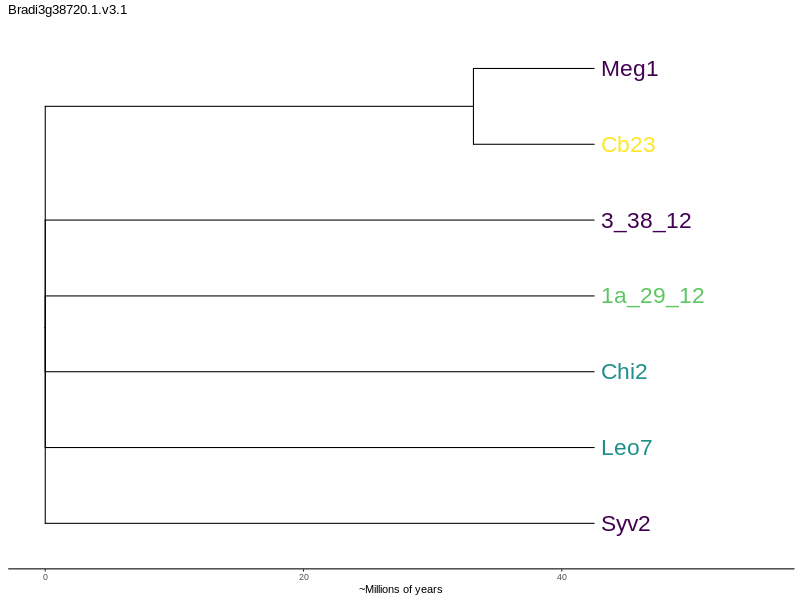 Bradi3g38720.1.v3.1
Meg1
Cb23
3_38_12
1a_29_12
Chi2
Leo7
Syv2
0 20 40
~Millions of years